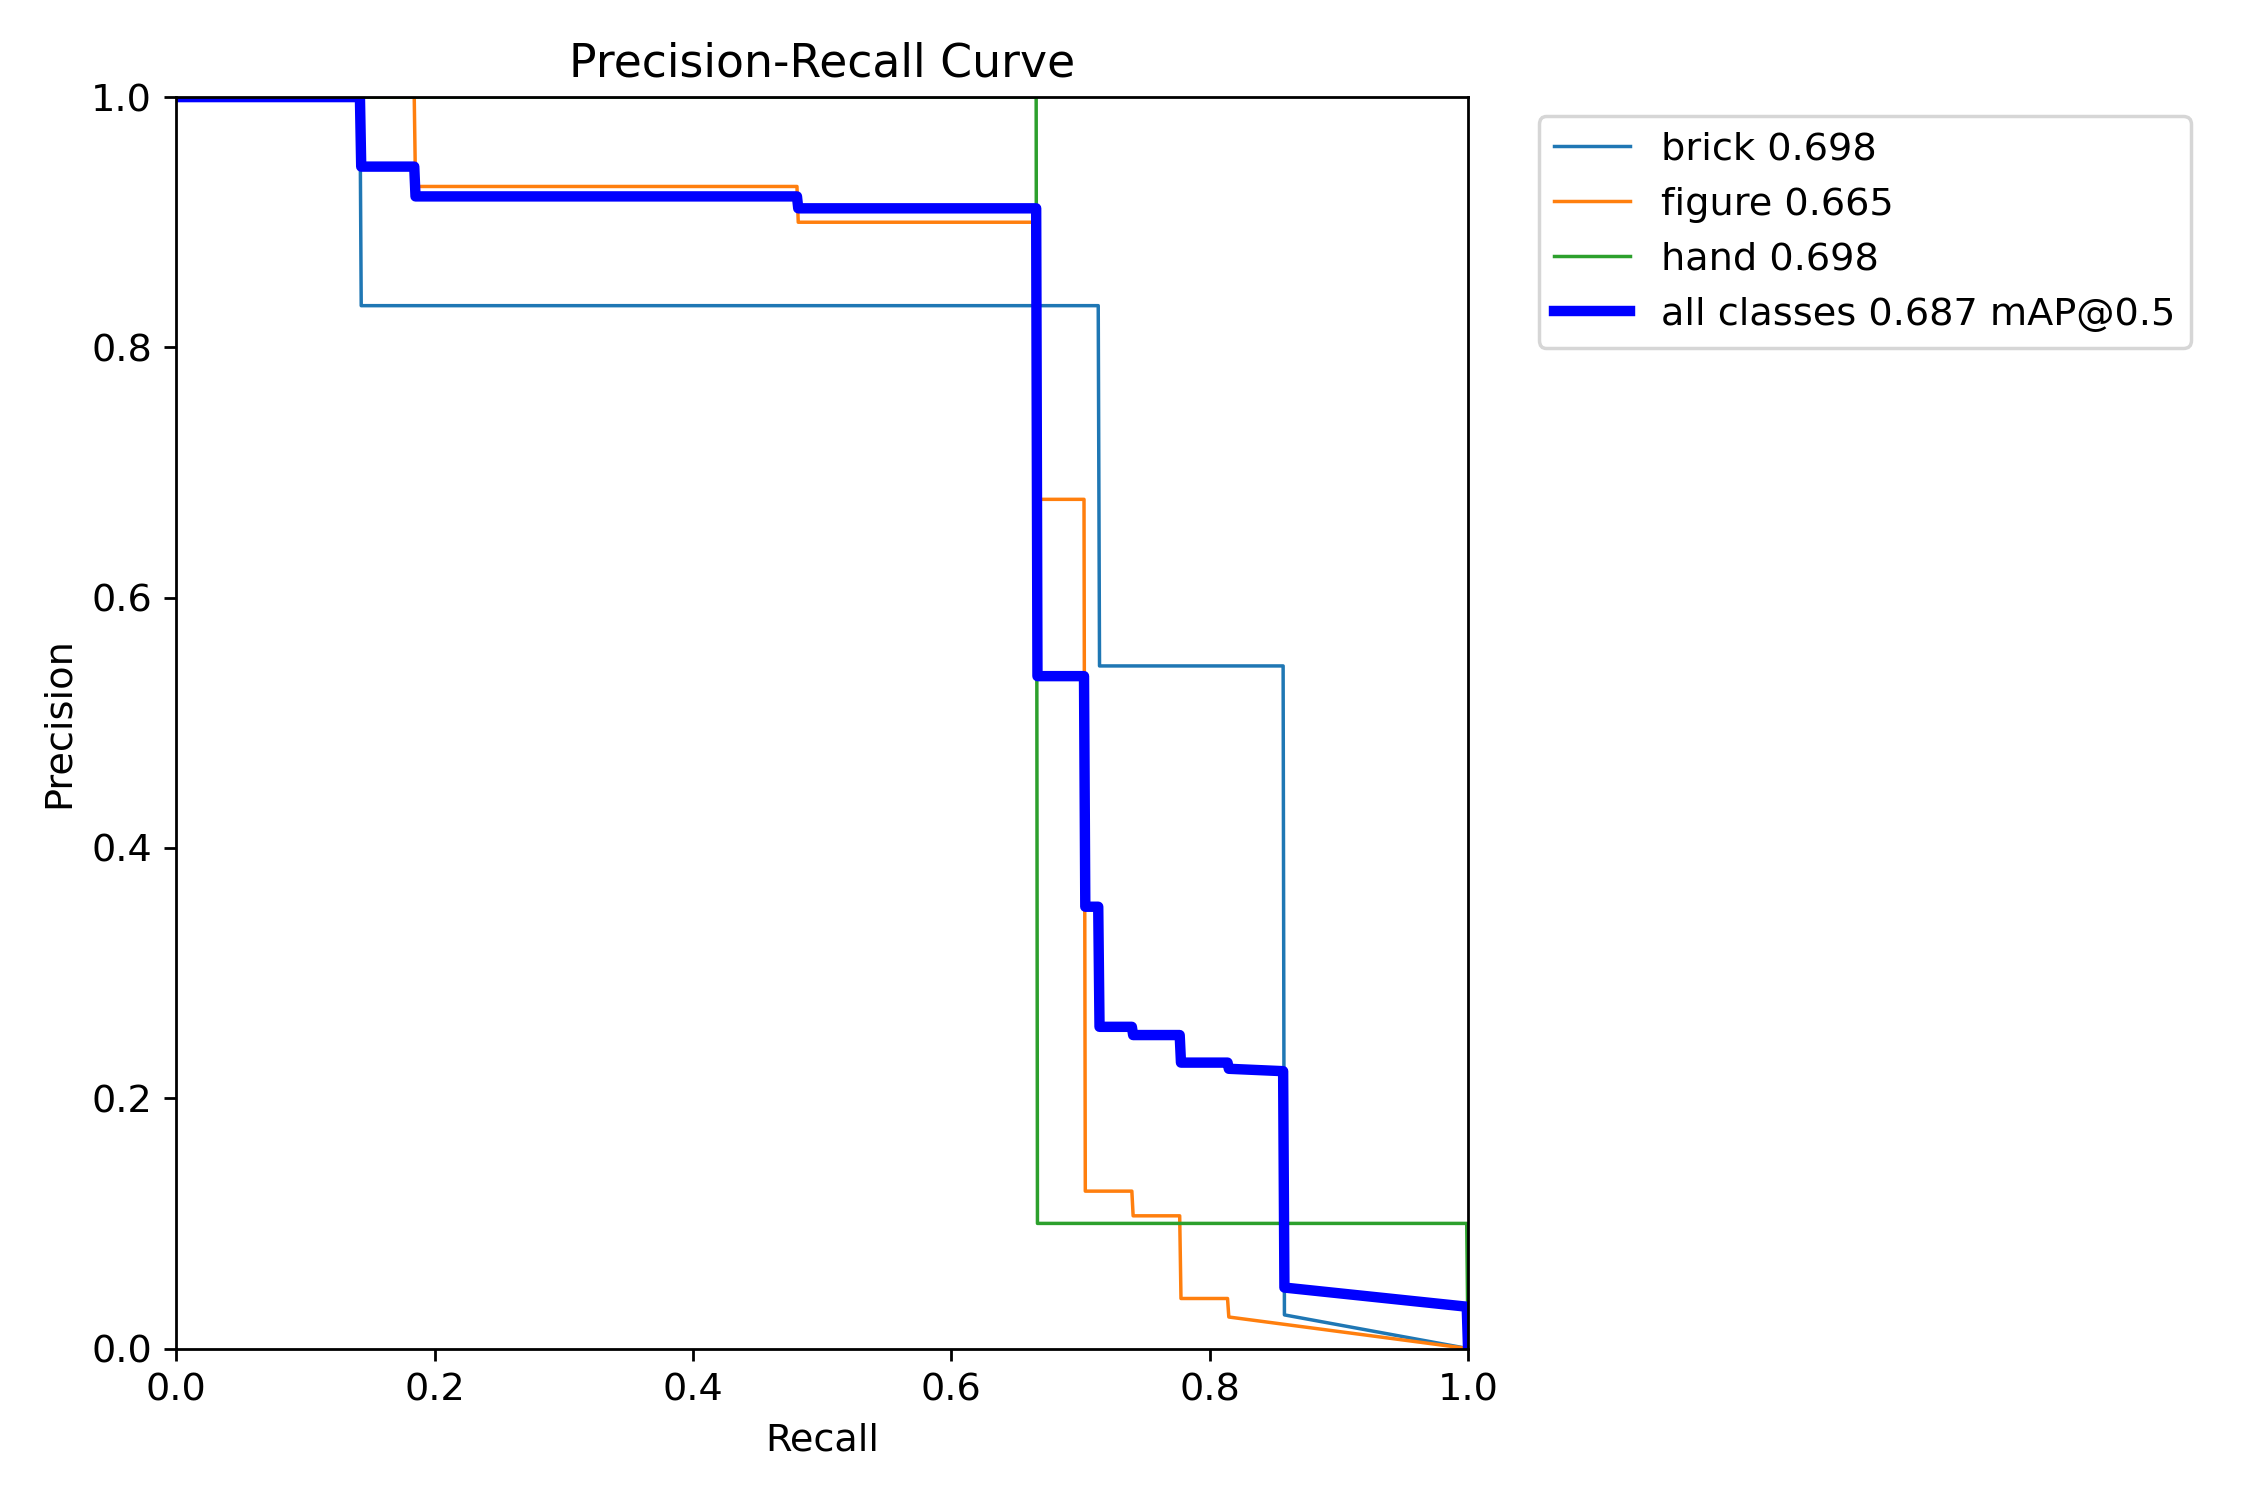 Precision-Recall Curve
brick 0.698
figure 0.665
hand 0.698
all classes 0.687 mAP@0.5
Precision
1.0
0.8
0.6
0.4
0.2
0.0
0.0 0.2 0.4 0.6 0.8 1.0
Recall